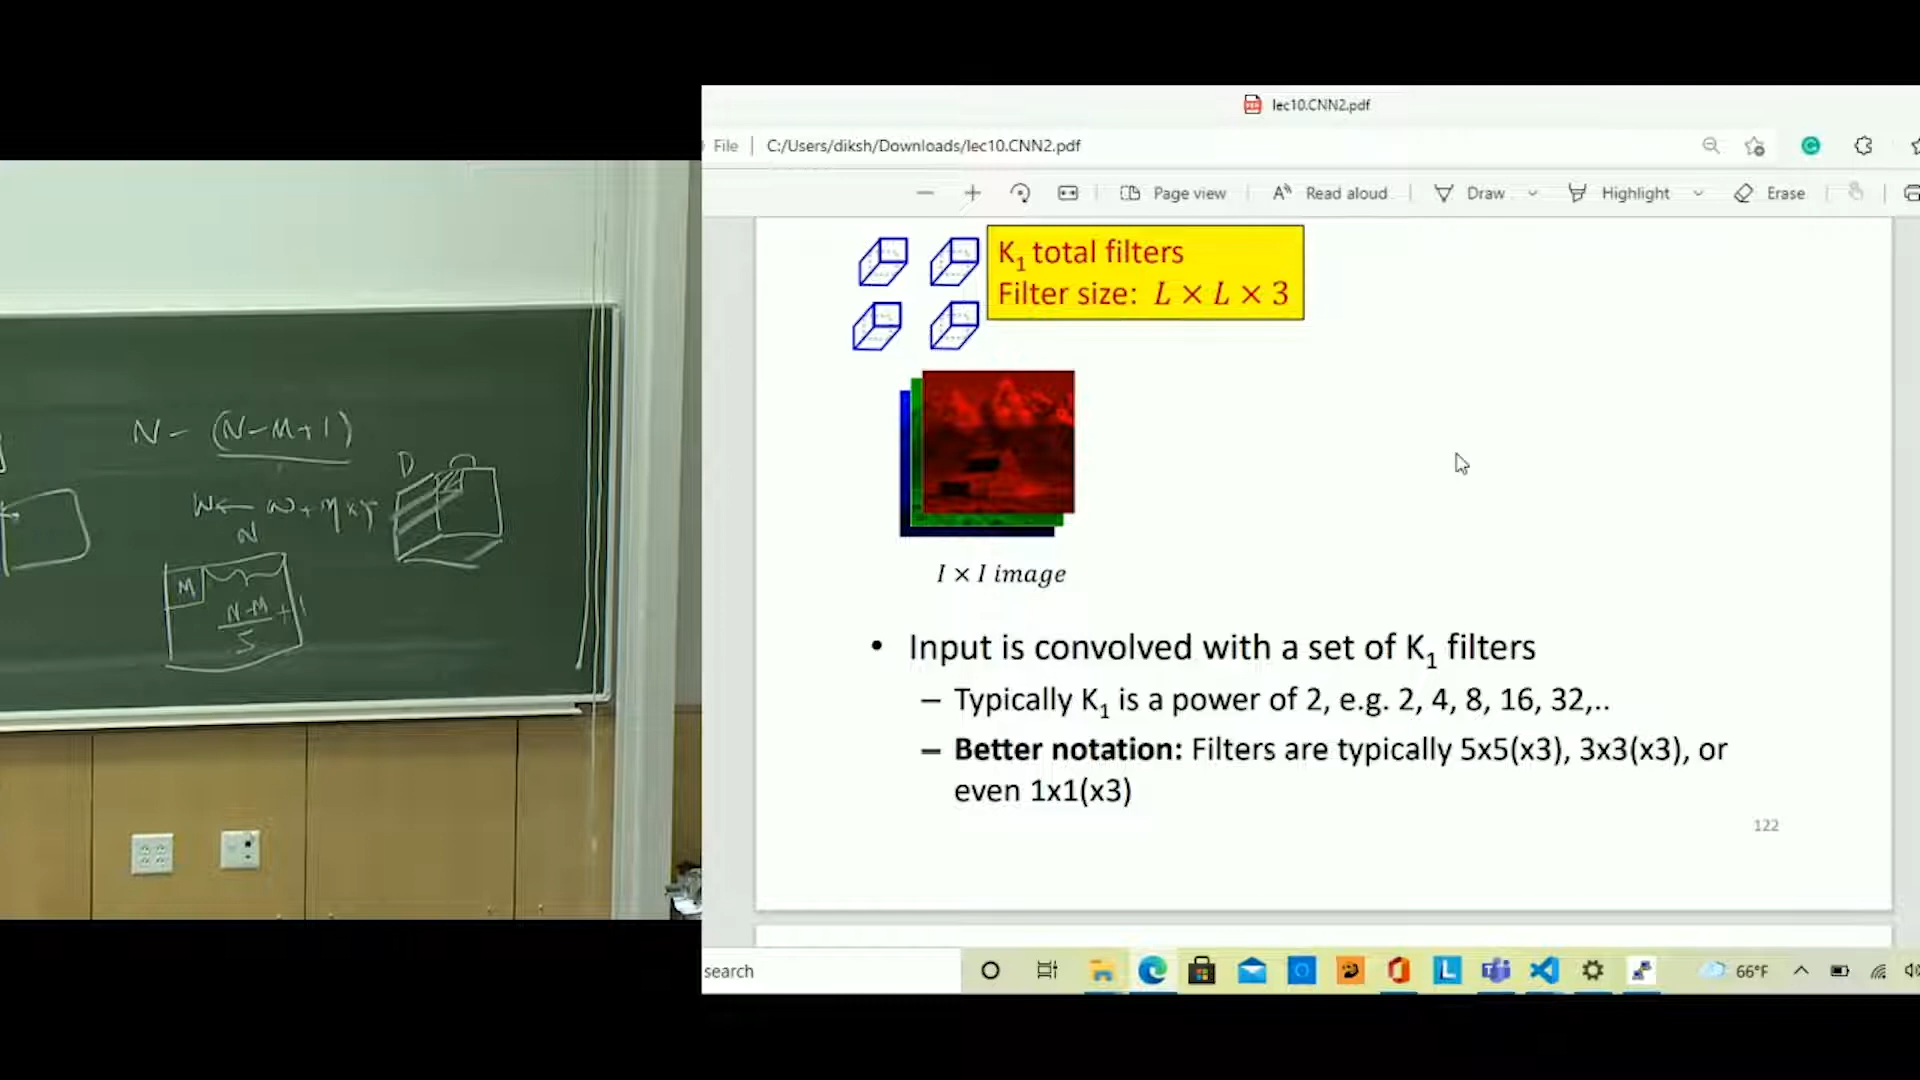 N - (N-M+1)
D
N
M
N-M
S
+ 1
lec10.CNN2.pdf
File | C:/Users/diksh/Downloads/lec10.CNN2.pdf
Page view
Read aloud
Draw
Highlight
Erase
K1 total filters
Filter size: L × L × 3
I × I image
• Input is convolved with a set of K1 filters
– Typically K1 is a power of 2, e.g. 2, 4, 8, 16, 32,..
– Better notation: Filters are typically 5x5(x3), 3x3(x3), or
even 1x1(x3)
122
search
66°F